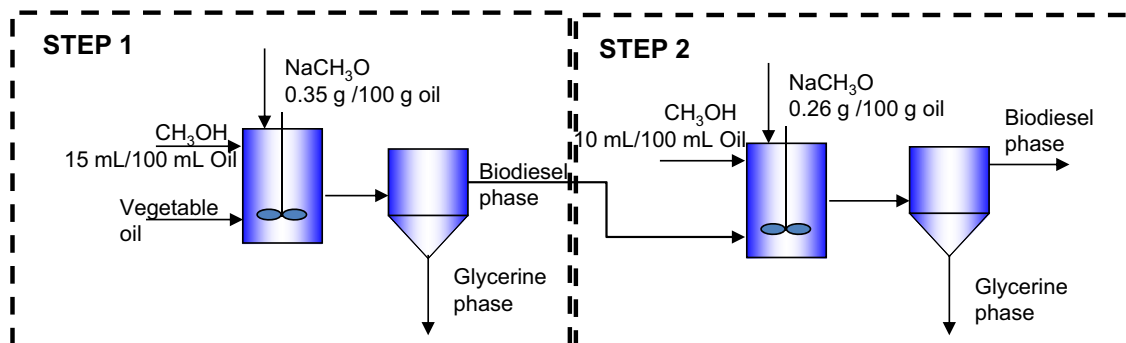 STEP 1
NaCH₃O
0.35 g /100 g oil
CH₃OH
15 mL/100 mL Oil
Vegetable
oil
Biodiesel
phase
Glycerine
phase
STEP 2
NaCH₃O
0.26 g /100 g oil
CH₃OH
10 mL/100 mL Oil
Biodiesel
phase
Glycerine
phase